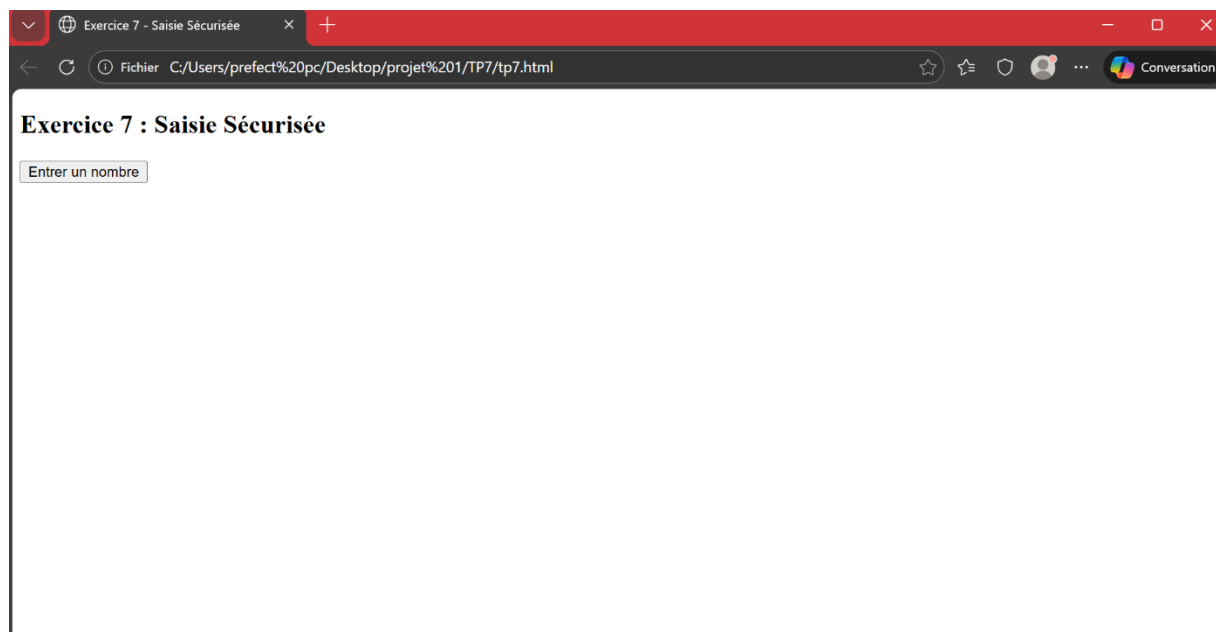 Exercice 7 - Saisie Sécurisée
Fichier C:/Users/prefect%20pc/Desktop/projet%201/TP7/tp7.html
Conversation
Exercice 7 : Saisie Sécurisée
Entrer un nombre